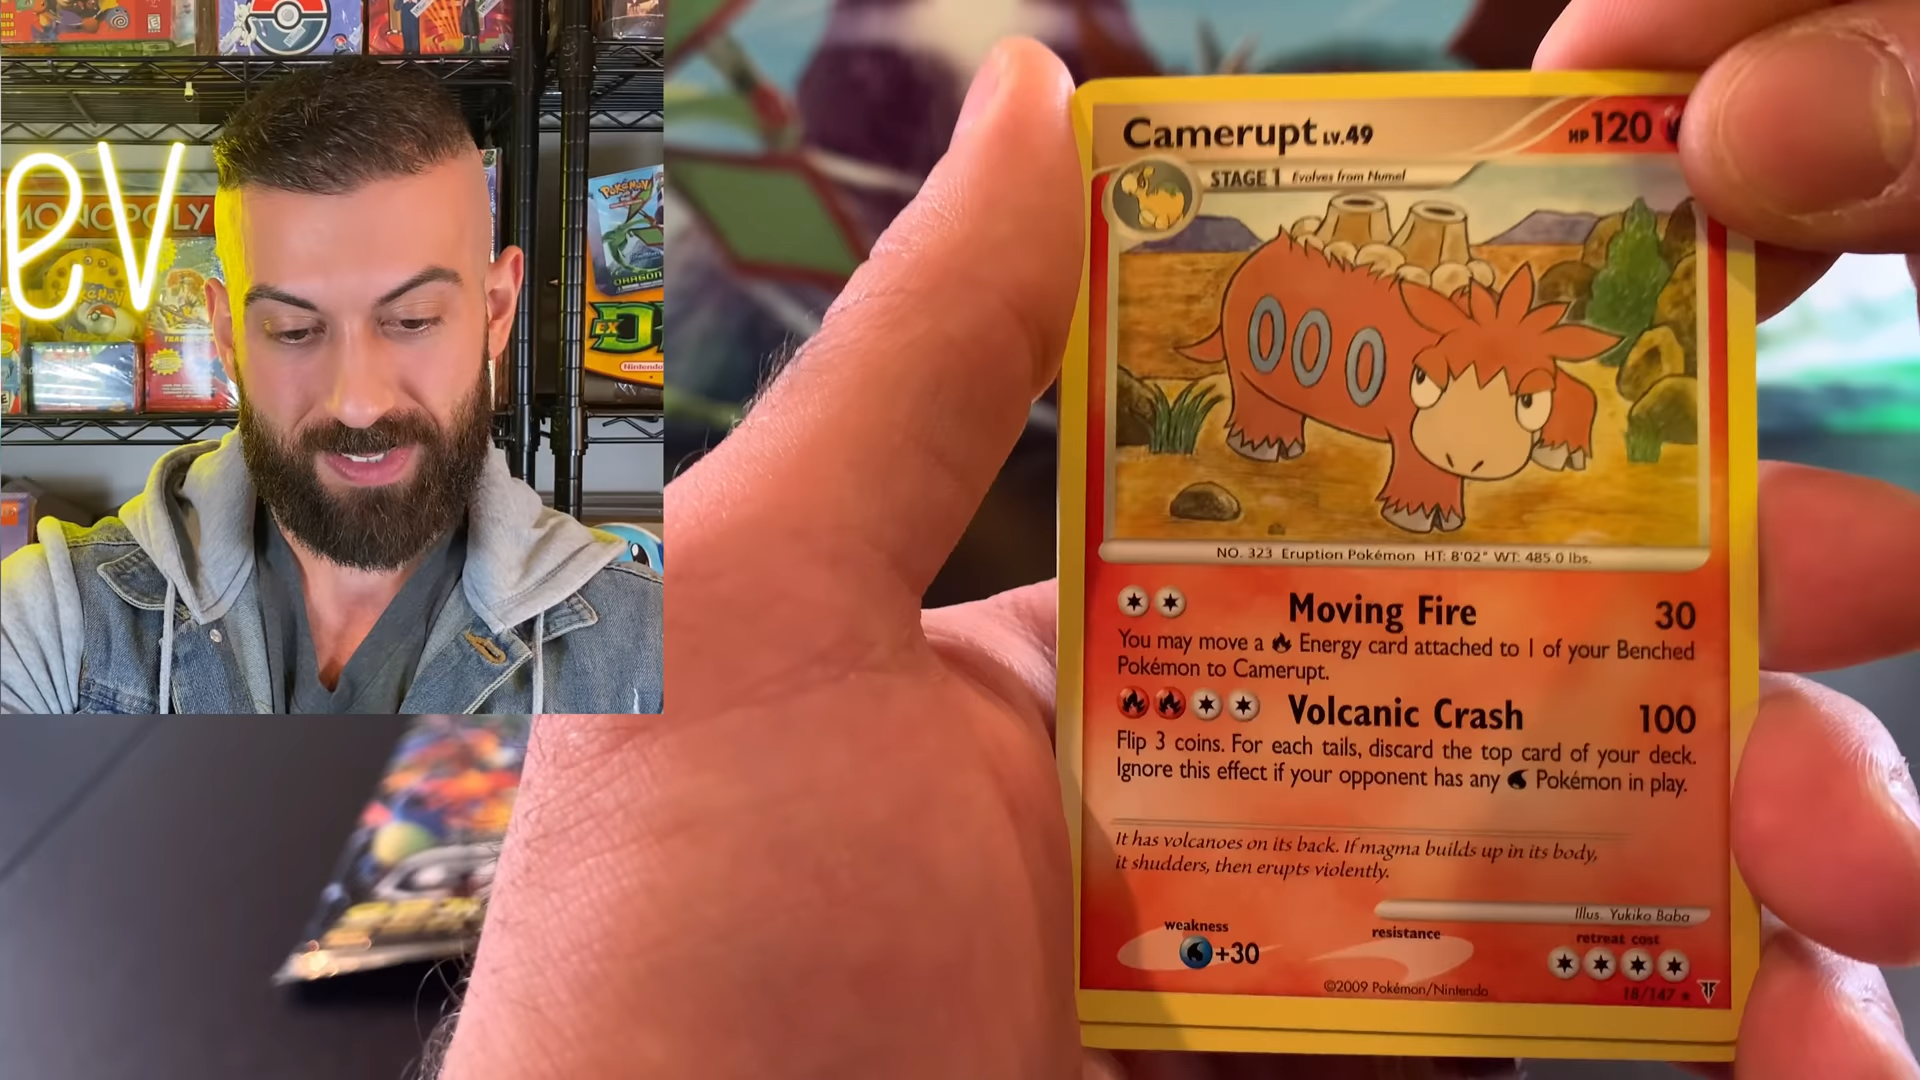 ev
MONOPOLY
POKéMON
DRAGON
EX
Nintendo
Camerupt LV.49
HP 120
STAGE 1 Evolves from Numel
NO. 323 Eruption Pokémon HT: 8'02" WT: 485.0 lbs.
Moving Fire 30
You may move a Energy card attached to 1 of your Benched
Pokémon to Camerupt.
Volcanic Crash 100
Flip 3 coins. For each tails, discard the top card of your deck.
Ignore this effect if your opponent has any Pokémon in play.
It has volcanoes on its back. If magma builds up in its body,
it shudders, then erupts violently.
Illus. Yukiko Baba
weakness
+30
resistance
retreat cost
©2009 Pokémon/Nintendo
18/147